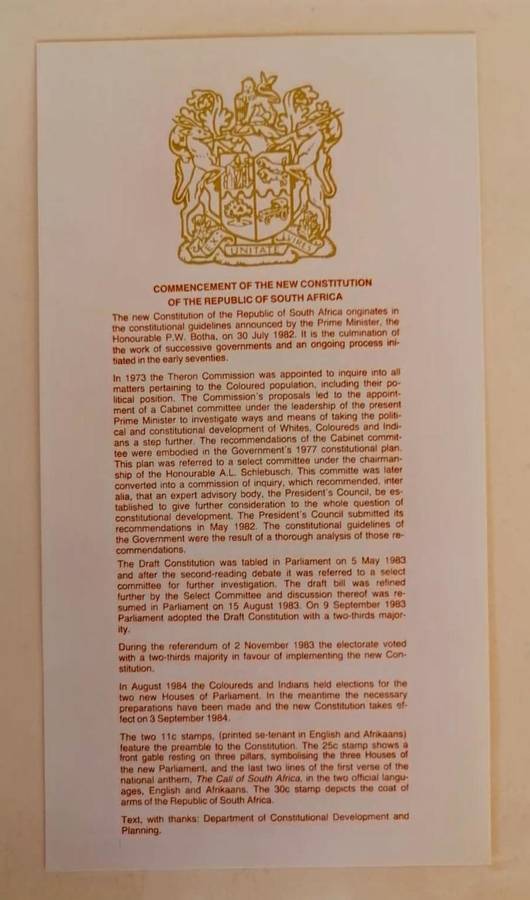 EX UNITATE VIRES
COMMENCEMENT OF THE NEW CONSTITUTION
OF THE REPUBLIC OF SOUTH AFRICA
The new Constitution of the Republic of South Africa originates in
the constitutional guidelines announced by the Prime Minister, the
Honourable P.W. Botha, on 30 July 1982. It is the culmination of
the work of successive governments and an ongoing process ini-
tiated in the early seventies.
In 1973 the Theron Commission was appointed to inquire into all
matters pertaining to the Coloured population, including their po-
litical position. The Commission's proposals led to the appoint-
ment of a Cabinet committee under the leadership of the present
Prime Minister to investigate ways and means of taking the politi-
cal and constitutional development of Whites, Coloureds and Indi-
ans a step further. The recommendations of the Cabinet commit-
tee were embodied in the Government's 1977 constitutional plan.
This plan was referred to a select committee under the chairman-
ship of the Honourable A.L. Schlebusch. This committe was later
converted into a commission of inquiry, which recommended, inter
alia, that an expert advisory body, the President's Council, be es-
tablished to give further consideration to the whole question of
constitutional development. The President's Council submitted its
recommendations in May 1982. The constitutional guidelines of
the Government were the result of a thorough analysis of those re-
commendations.
The Draft Constitution was tabled in Parliament on 5 May 1983
and after the second-reading debate it was referred to a select
committee for further investigation. The draft bill was refined
further by the Select Committee and discussion thereof was re-
sumed in Parliament on 15 August 1983. On 9 September 1983
Parliament adopted the Draft Constitution with a two-thirds major-
ity.
During the referendum of 2 November 1983 the electorate voted
with a two-thirds majority in favour of implementing the new Con-
stitution.
In August 1984 the Coloureds and Indians held elections for the
two new Houses of Parliament. In the meantime the necessary
preparations have been made and the new Constitution takes ef-
fect on 3 September 1984.
The two 11c stamps, (printed se-tenant in English and Afrikaans)
feature the preamble to the Constitution. The 25c stamp shows a
front gable resting on three pillars, symbolising the three Houses of
the new Parliament, and the last two lines of the first verse of the
national anthem, The Call of South Africa, in the two official langu-
ages, English and Afrikaans. The 30c stamp depicts the coat of
arms of the Republic of South Africa.
Text, with thanks: Department of Constitutional Development and
Planning.